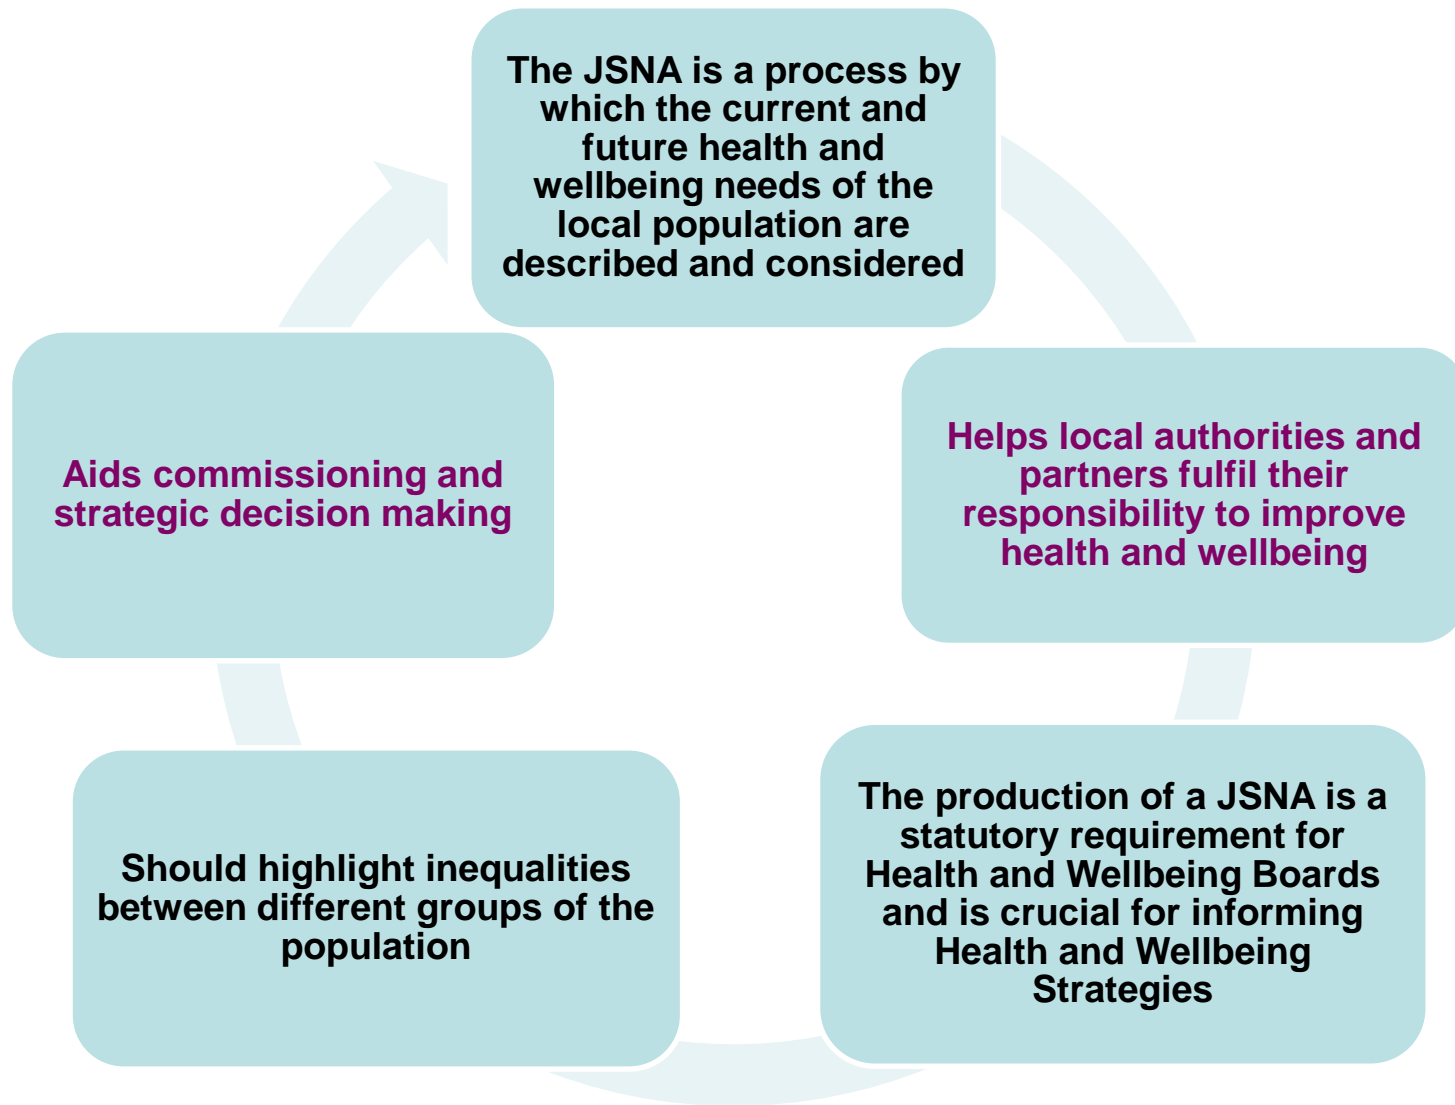 The JSNA is a process by
which the current and
future health and
wellbeing needs of the
local population are
described and considered
Helps local authorities and
partners fulfil their
responsibility to improve
health and wellbeing
The production of a JSNA is a
statutory requirement for
Health and Wellbeing Boards
and is crucial for informing
Health and Wellbeing
Strategies
Should highlight inequalities
between different groups of the
population
Aids commissioning and
strategic decision making